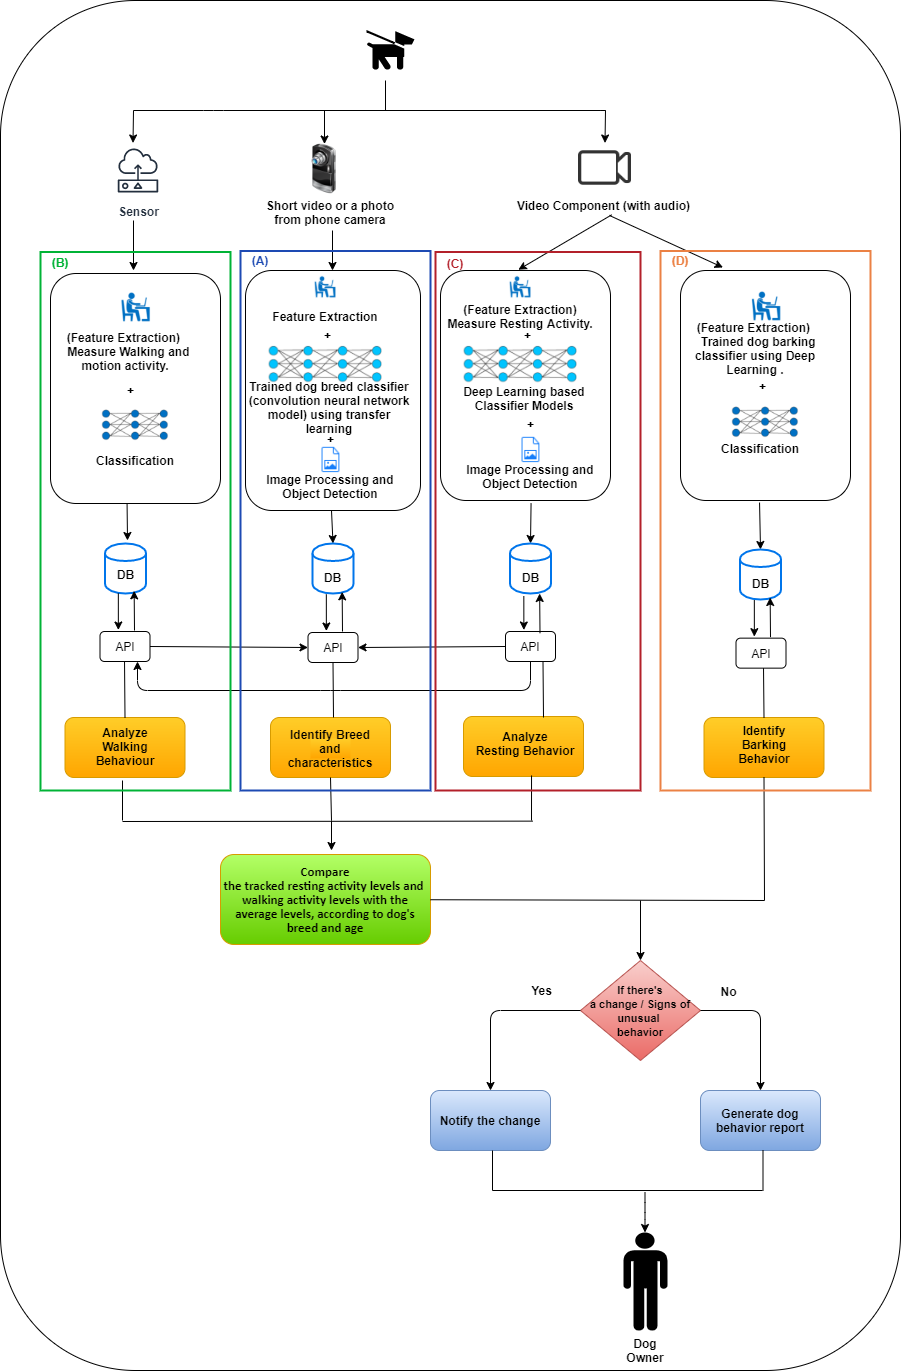 Sensor
Short video or a photo
from phone camera
Video Component (with audio)
(B)
(Feature Extraction)
Measure Walking and
motion activity.
+
Classification
DB
API
Analyze
Walking
Behaviour
(A)
Feature Extraction
+
Trained dog breed classifier
(convolution neural network
model) using transfer
learning
+
Image Processing and
Object Detection
DB
API
Identify Breed
and
characteristics
(C)
(Feature Extraction)
Measure Resting Activity.
+
Deep Learning based
Classifier Models
+
Image Processing and
Object Detection
DB
API
Analyze
Resting Behavior
(D)
(Feature Extraction)
Trained dog barking
classifier using Deep
Learning .
+
Classification
DB
API
Identify
Barking
Behavior
Compare
the tracked resting activity levels and
walking activity levels with the
average levels, according to dog's
breed and age
If there's
a change / Signs of
unusual
behavior
Yes
No
Notify the change
Generate dog
behavior report
Dog
Owner